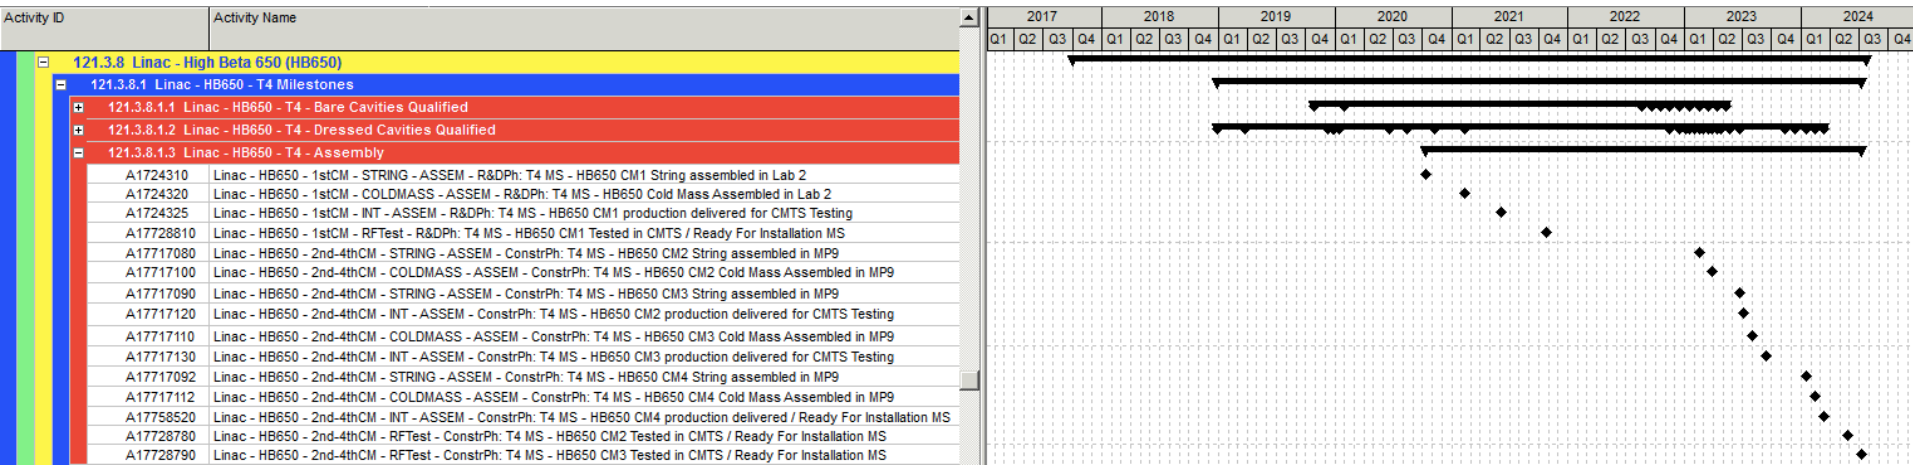 Activity ID Activity Name 2017 2018 2019 2020 2021 2022 2023 2024
Q1 Q2 Q3 Q4 Q1 Q2 Q3 Q4 Q1 Q2 Q3 Q4 Q1 Q2 Q3 Q4 Q1 Q2 Q3 Q4 Q1 Q2 Q3 Q4 Q1 Q2 Q3 Q4 Q1 Q2 Q3 Q4
121.3.8 Linac - High Beta 650 (HB650)
121.3.8.1 Linac - HB650 - T4 Milestones
121.3.8.1.1 Linac - HB650 - T4 - Bare Cavities Qualified
121.3.8.1.2 Linac - HB650 - T4 - Dressed Cavities Qualified
121.3.8.1.3 Linac - HB650 - T4 - Assembly
A1724310 Linac - HB650 - 1stCM - STRING - ASSEM - R&DPh: T4 MS - HB650 CM1 String assembled in Lab 2
A1724320 Linac - HB650 - 1stCM - COLDMASS - ASSEM - R&DPh: T4 MS - HB650 Cold Mass Assembled in Lab 2
A1724325 Linac - HB650 - 1stCM - INT - ASSEM - R&DPh: T4 MS - HB650 CM1 production delivered for CMTS Testing
A17728810 Linac - HB650 - 1stCM - RFTest - R&DPh: T4 MS - HB650 CM1 Tested in CMTS / Ready For Installation MS
A17717080 Linac - HB650 - 2nd-4thCM - STRING - ASSEM - ConstrPh: T4 MS - HB650 CM2 String assembled in MP9
A17717100 Linac - HB650 - 2nd-4thCM - COLDMASS - ASSEM - ConstrPh: T4 MS - HB650 CM2 Cold Mass Assembled in MP9
A17717090 Linac - HB650 - 2nd-4thCM - STRING - ASSEM - ConstrPh: T4 MS - HB650 CM3 String assembled in MP9
A17717120 Linac - HB650 - 2nd-4thCM - INT - ASSEM - ConstrPh: T4 MS - HB650 CM2 production delivered for CMTS Testing
A17717110 Linac - HB650 - 2nd-4thCM - COLDMASS - ASSEM - ConstrPh: T4 MS - HB650 CM3 Cold Mass Assembled in MP9
A17717130 Linac - HB650 - 2nd-4thCM - INT - ASSEM - ConstrPh: T4 MS - HB650 CM3 production delivered for CMTS Testing
A17717092 Linac - HB650 - 2nd-4thCM - STRING - ASSEM - ConstrPh: T4 MS - HB650 CM4 String assembled in MP9
A17717112 Linac - HB650 - 2nd-4thCM - COLDMASS - ASSEM - ConstrPh: T4 MS - HB650 CM4 Cold Mass Assembled in MP9
A17758520 Linac - HB650 - 2nd-4thCM - INT - ASSEM - ConstrPh: T4 MS - HB650 CM4 production delivered / Ready For Installation MS
A17728780 Linac - HB650 - 2nd-4thCM - RFTest - ConstrPh: T4 MS - HB650 CM2 Tested in CMTS / Ready For Installation MS
A17728790 Linac - HB650 - 2nd-4thCM - RFTest - ConstrPh: T4 MS - HB650 CM3 Tested in CMTS / Ready For Installation MS